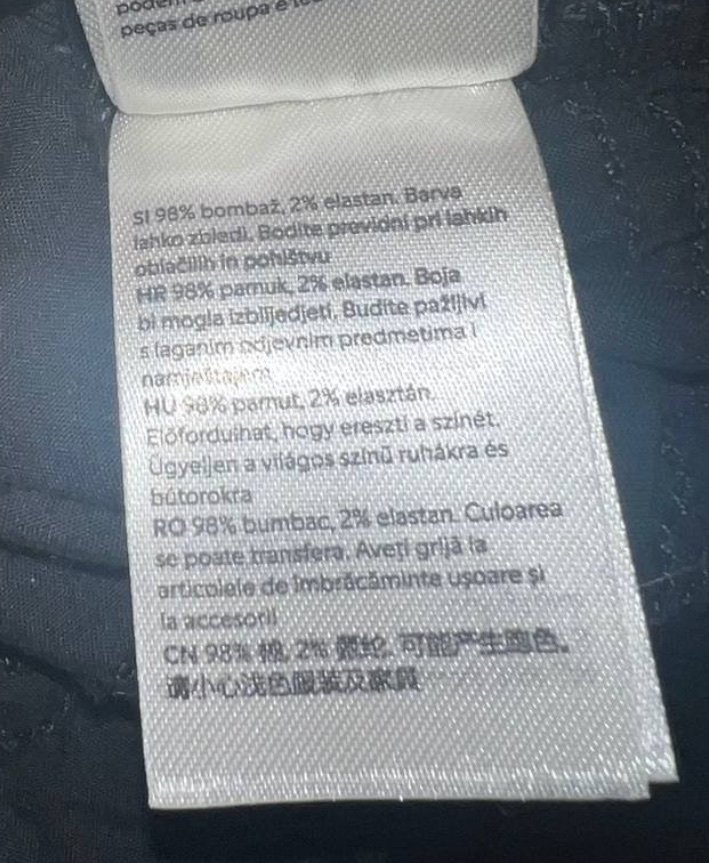 podem
peças de roupa e
SI 98% bombaž, 2% elastan. Barva
lahko zbledi. Bodite previdni pri lahkih
oblačilih in pohištvu
HR 98% pamuk, 2% elastan. Boja
bi mogla izblijedjeti. Budite pažljivi
s laganim odjevnim predmetima i
namještajem
HU 98% pamut, 2% elasztán.
Előfordulhat, hogy ereszti a színét.
Ügyeljen a világos színű ruhákra és
bútorokra
RO 98% bumbac, 2% elastan. Culoarea
se poate transfera. Aveți grijă la
articolele de îmbrăcăminte ușoare și
la accesorii
CN 98% 棉, 2% 氨纶. 可能产生跑色。
请小心浅色服装及家具